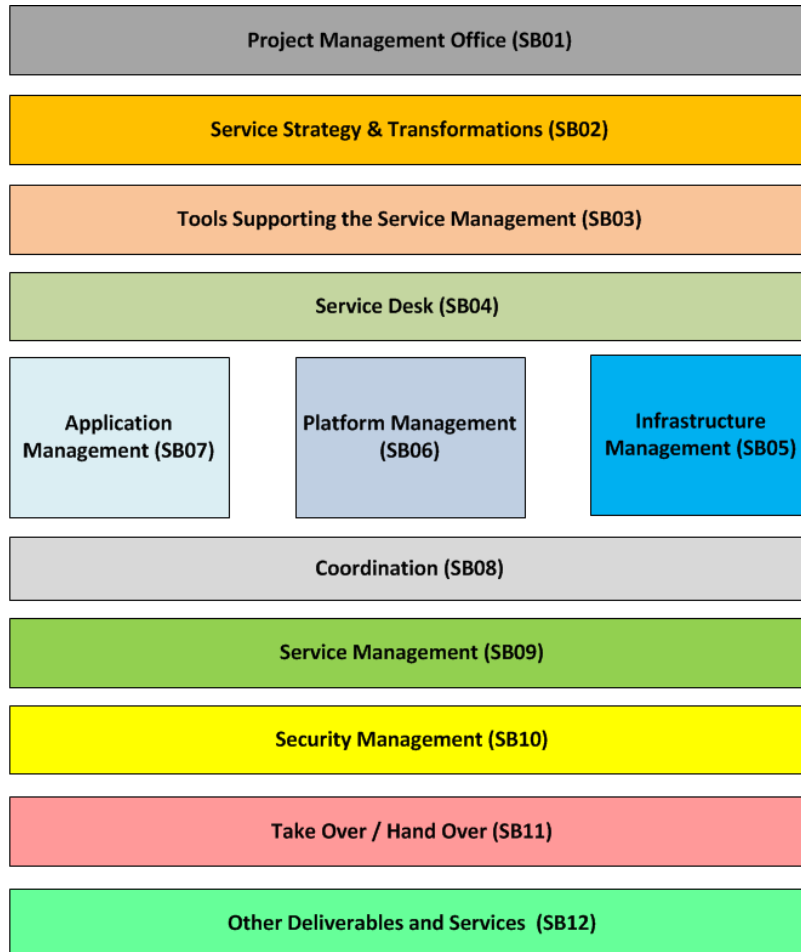 Project Management Office (SB01)
Service Strategy & Transformations (SB02)
Tools Supporting the Service Management (SB03)
Service Desk (SB04)
Application
Management (SB07)
Platform Management
(SB06)
Infrastructure
Management (SB05)
Coordination (SB08)
Service Management (SB09)
Security Management (SB10)
Take Over / Hand Over (SB11)
Other Deliverables and Services (SB12)